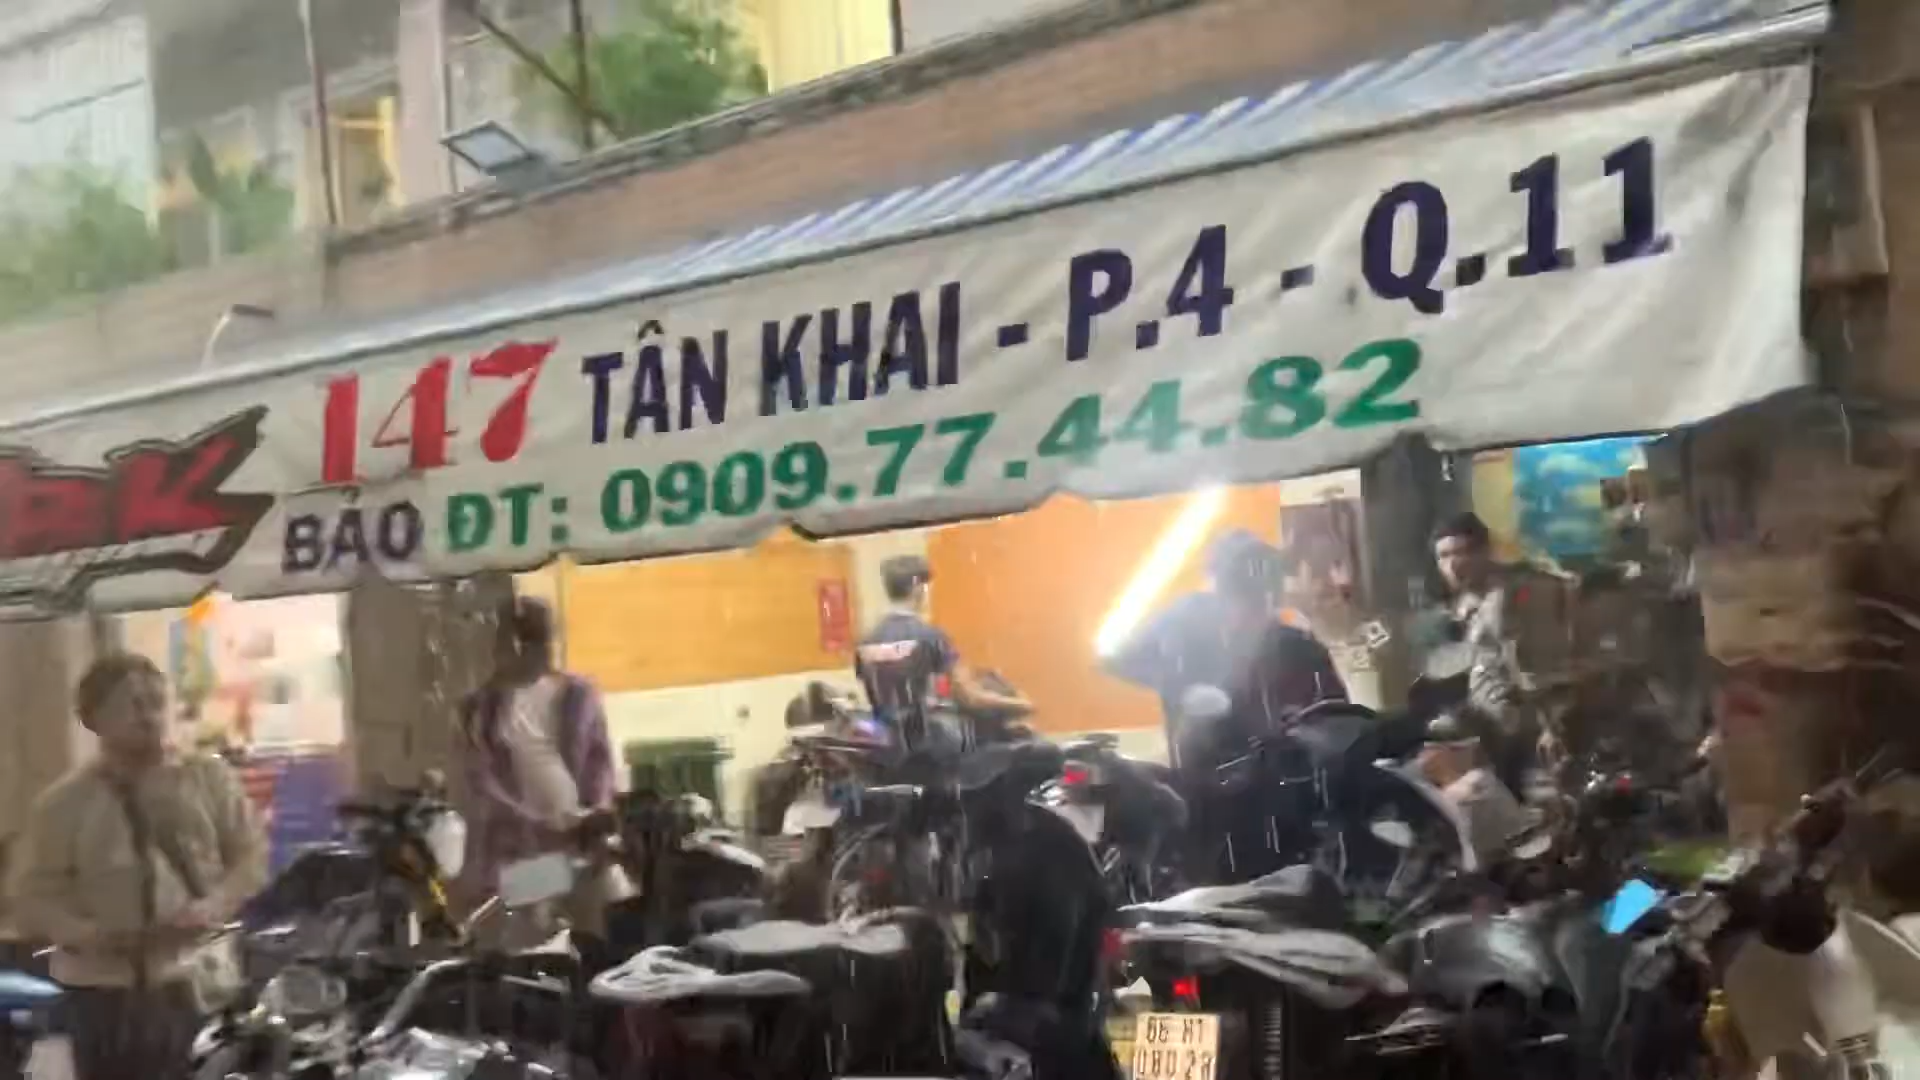 147 TÂN KHAI - P.4 - Q.11
BẢO ĐT: 0909.77.44.82